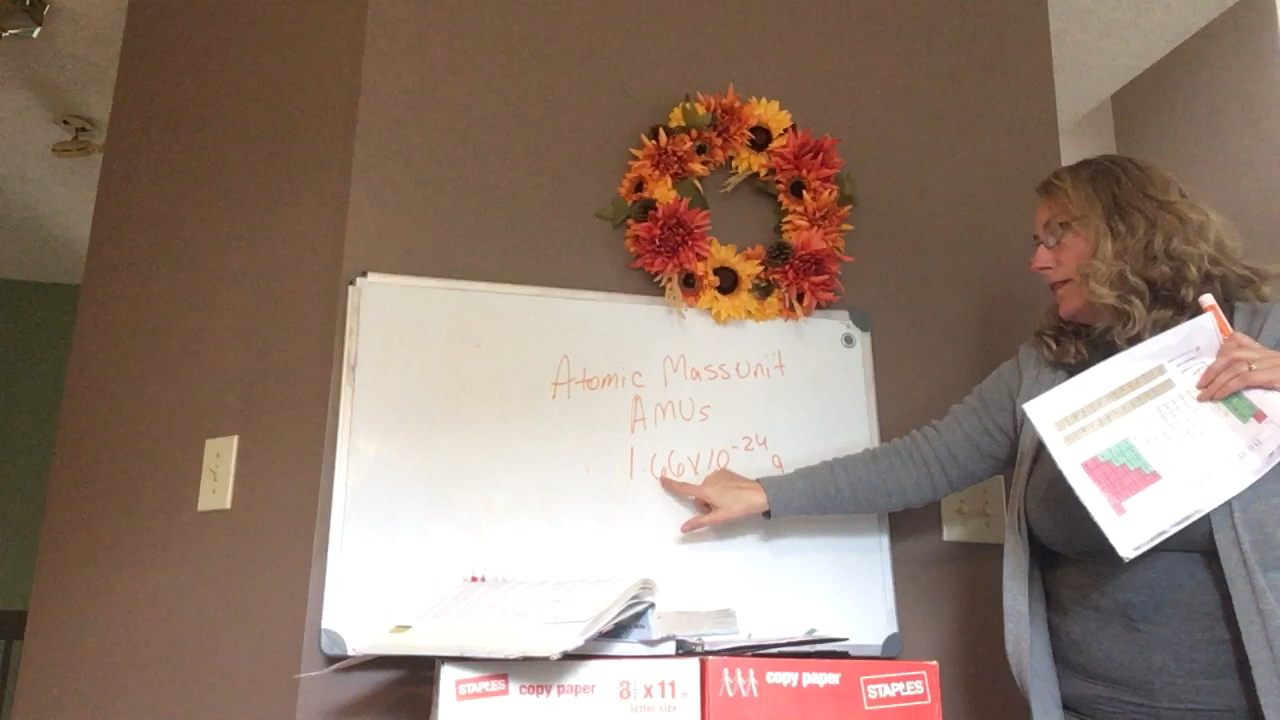 Atomic Mass unit
AMUs
1.66x10⁻²⁴ g
STAPLES copy paper 8½ x 11 in
letter size
copy paper STAPLES